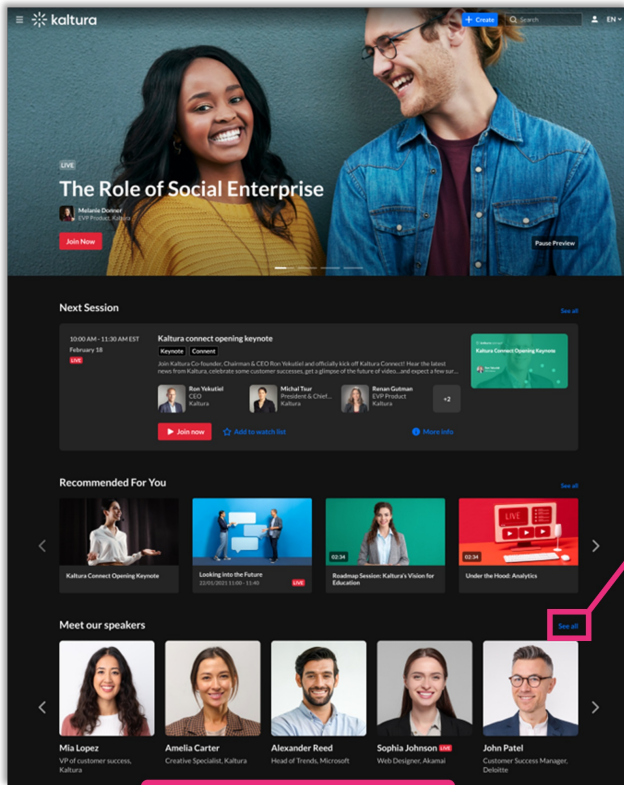 kaltura
+ Create
Search
EN
LIVE
The Role of Social Enterprise
Melanie Dotner
EVP Product, Kaltura
Join Now
Pause Preview
Next Session
See all
10:00 AM - 11:30 AM EST
February 18
LIVE
Kaltura connect opening keynote
Keynote Connent
Join Kaltura Co-founder, Chairman & CEO Ron Yekutiel and officially kick off Kaltura Connect! Hear the latest
news from Kaltura, celebrate some customer successes, get a glimpse of the future of video...and expect a few sur...
Ron Yekutiel
CEO
Kaltura
Michal Tsur
President & Chief...
Kaltura
Renan Gutman
EVP Product
Kaltura
+2
Kaltura Connect Opening Keynote
Join now
Add to watch list
More info
Recommended For You
See all
Kaltura Connect Opening Keynote
Looking into the Future
22/01/2021 11:00 - 11:40
LIVE
02:34
Roadmap Session: Kaltura's Vision for
Education
LIVE
02:34
Under the Hood: Analytics
Meet our speakers
See all
Mia Lopez
VP of customer success,
Kaltura
Amelia Carter
Creative Specialist, Kaltura
Alexander Reed
Head of Trends, Microsoft
Sophia Johnson LIVE
Web Designer, Akamai
John Patel
Customer Success Manager,
Deloitte